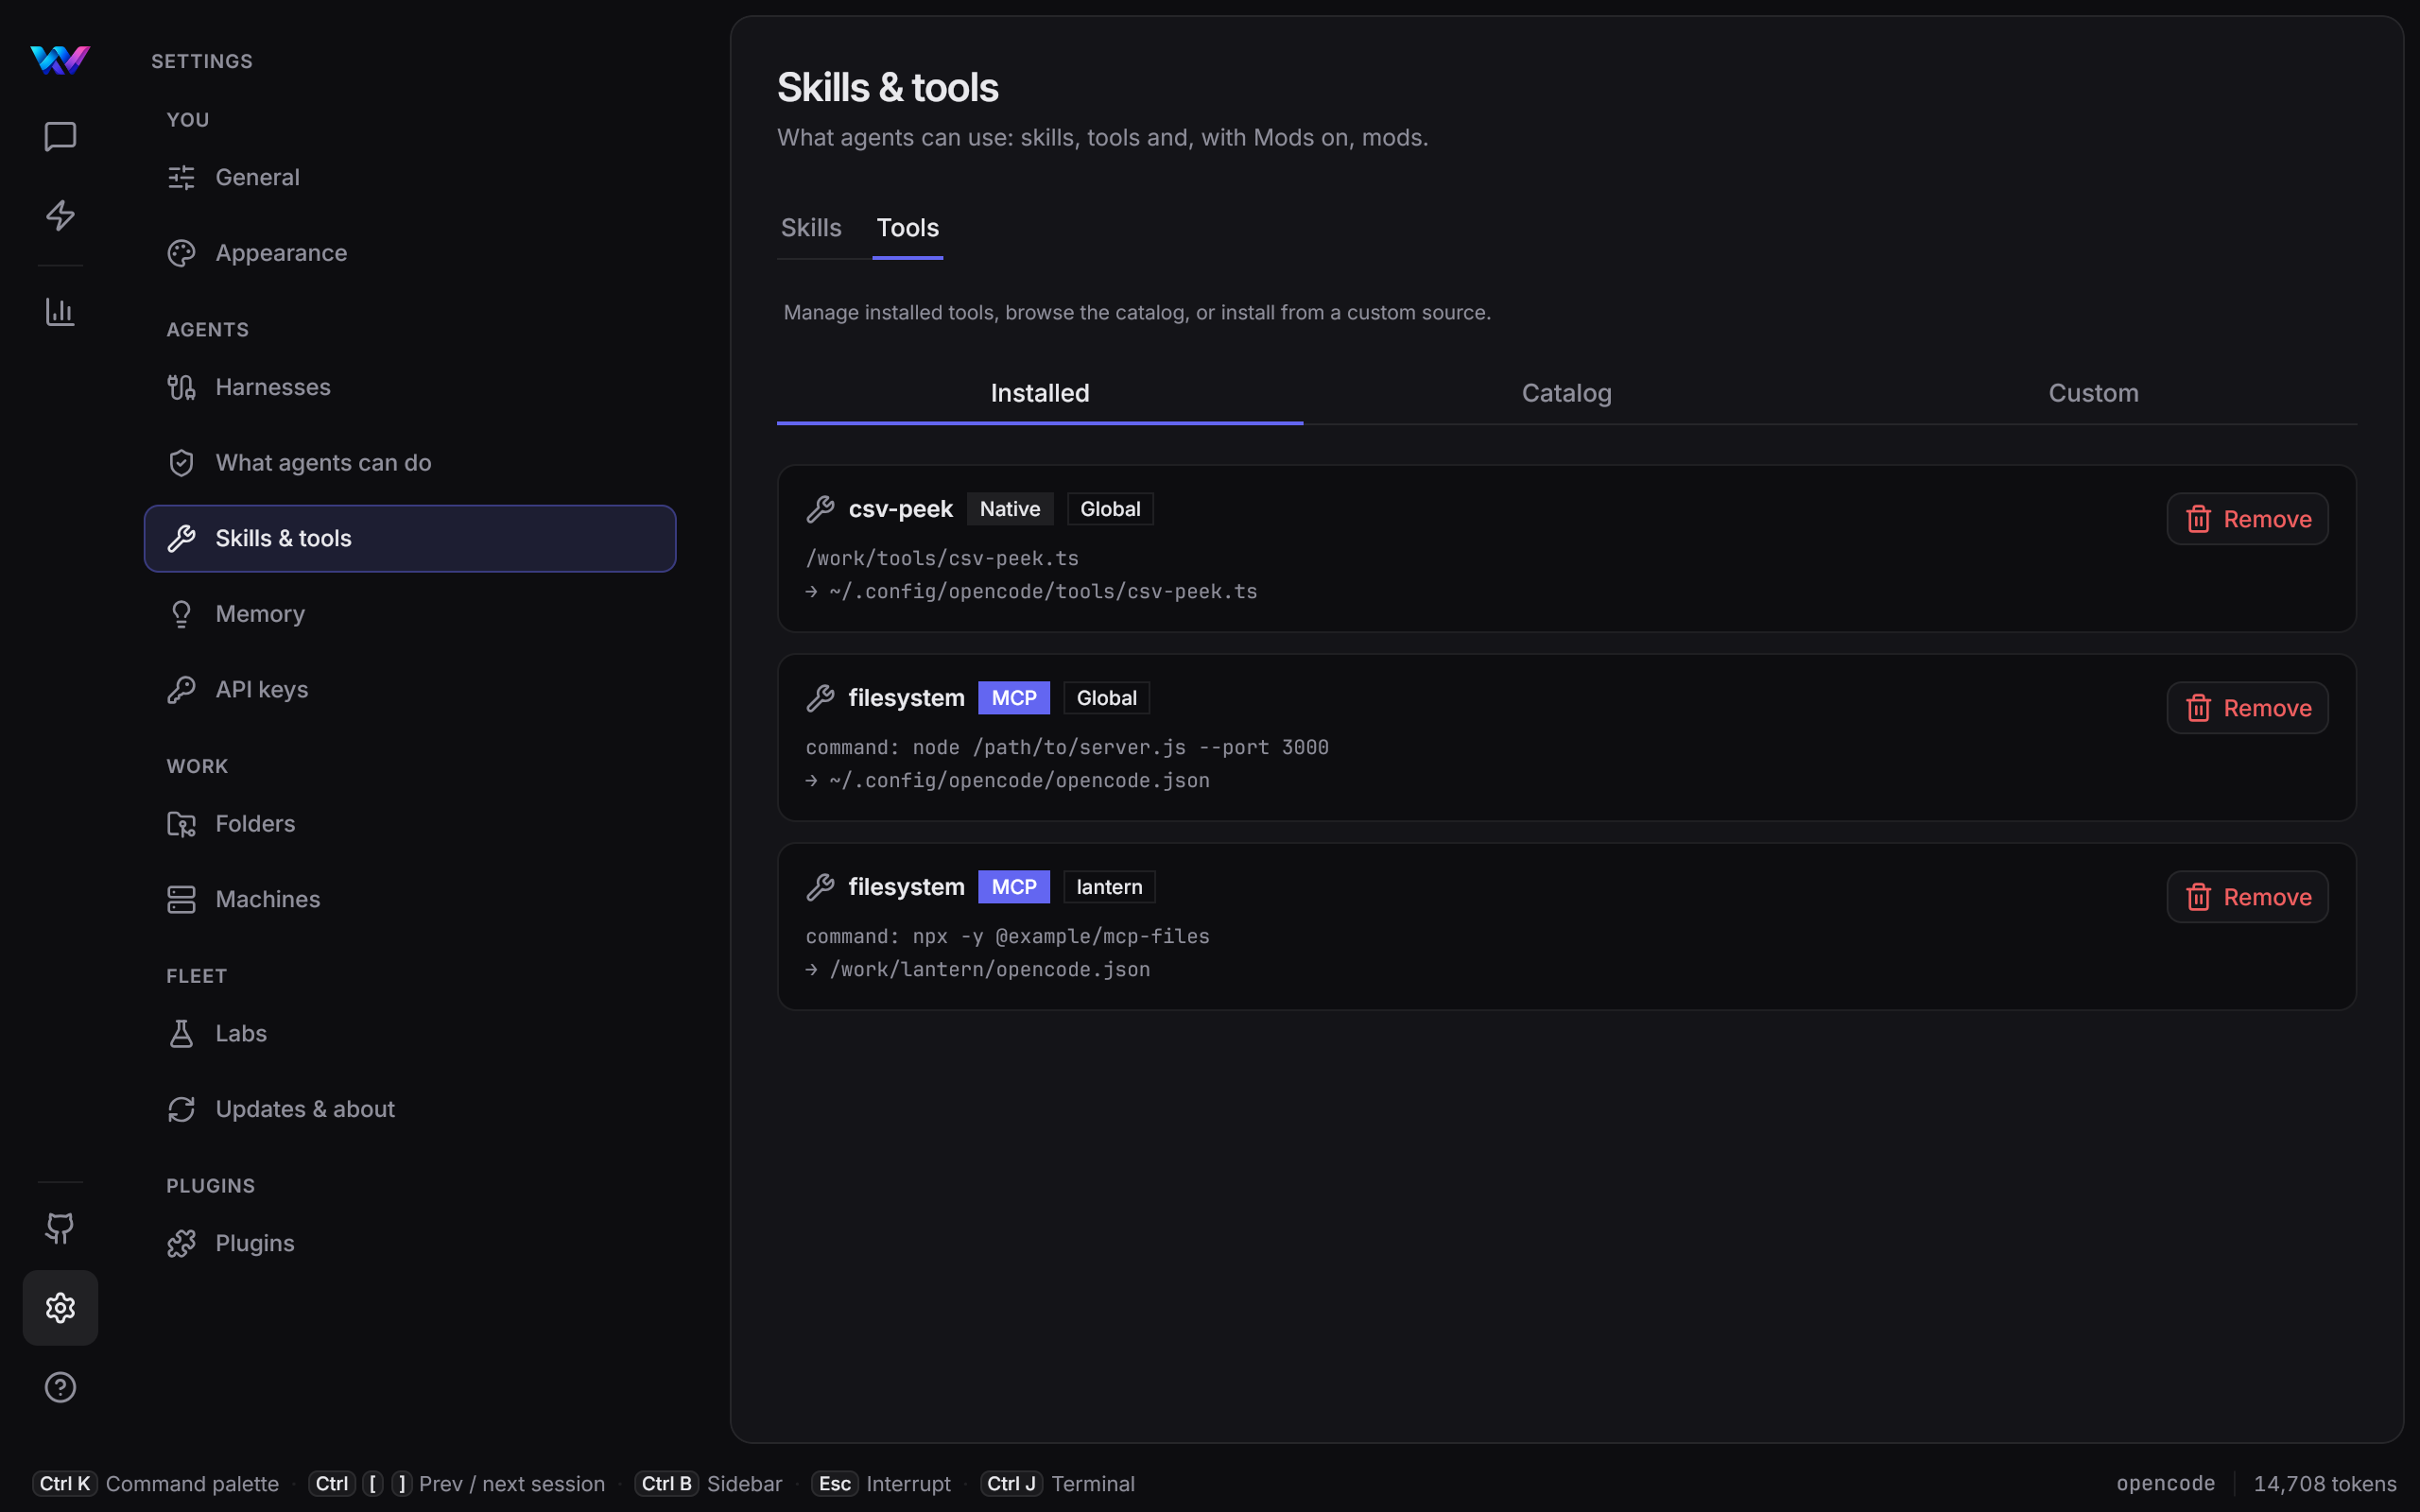 SETTINGS
YOU
General
Appearance
AGENTS
Harnesses
What agents can do
Skills & tools
Memory
API keys
WORK
Folders
Machines
FLEET
Labs
Updates & about
PLUGINS
Plugins
Skills & tools
What agents can use: skills, tools and, with Mods on, mods.
Skills Tools
Manage installed tools, browse the catalog, or install from a custom source.
Installed Catalog Custom
csv-peek Native Global Remove
/work/tools/csv-peek.ts
→ ~/.config/opencode/tools/csv-peek.ts
filesystem MCP Global Remove
command: node /path/to/server.js --port 3000
→ ~/.config/opencode/opencode.json
filesystem MCP lantern Remove
command: npx -y @example/mcp-files
→ /work/lantern/opencode.json
Ctrl K Command palette · Ctrl [ ] Prev / next session · Ctrl B Sidebar · Esc Interrupt · Ctrl J Terminal opencode 14,708 tokens